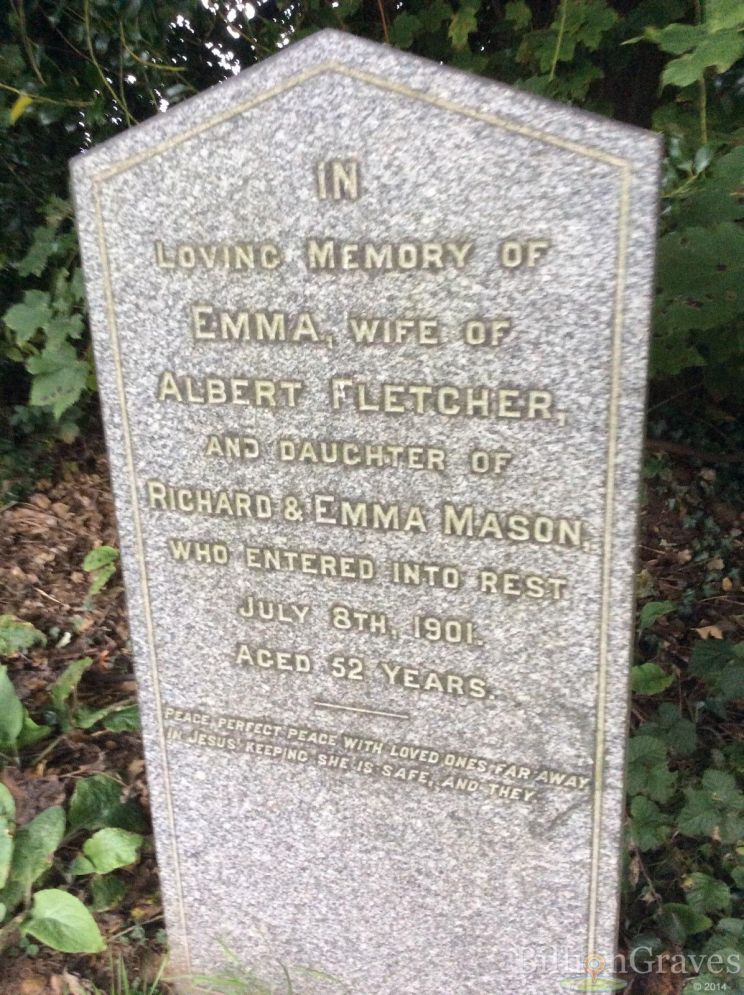 IN
LOVING MEMORY OF
EMMA, WIFE OF
ALBERT FLETCHER,
AND DAUGHTER OF
RICHARD & EMMA MASON,
WHO ENTERED INTO REST
JULY 8TH, 1901.
AGED 52 YEARS.
PEACE, PERFECT PEACE WITH LOVED ONES FAR AWAY
IN JESUS KEEPING SHE IS SAFE, AND THEY.
BillionGraves
© 2014